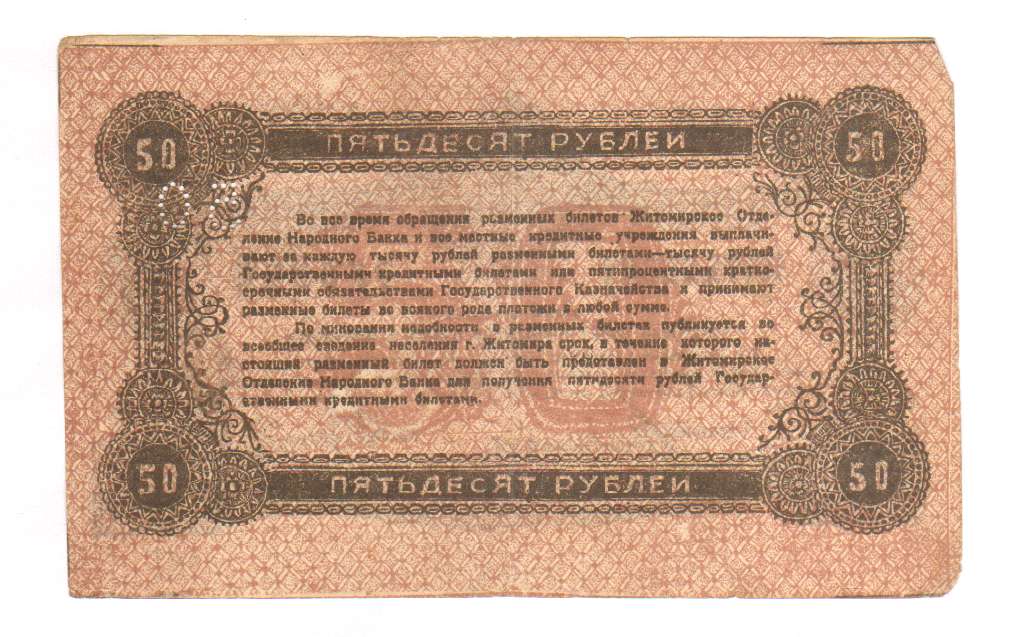 ПЯТЬДЕСЯТ РУБЛЕЙ
50
50
Во все время обращения разменных билетов Житомирское Отде-
ление Народного Банка и все местные кредитные учреждения выплачи-
вают за каждую тысячу рублей разменными билетами—тысячу рублей
Государственными кредитными билетами или пятипроцентными кратко-
срочными обязательствами Государственного Казначейства и принимают
разменные билеты во всякого рода платежи в любой сумме.
По миновании надобности в разменных билетах публикуется во
всеобщее сведение населения г. Житомира срок, в течение которого на-
стоящий разменный билет должен быть представлен в Житомирское
Отделение Народного Банка для получения пятидесяти рублей Государ-
ственными кредитными билетами.
50
50
ПЯТЬДЕСЯТ РУБЛЕЙ